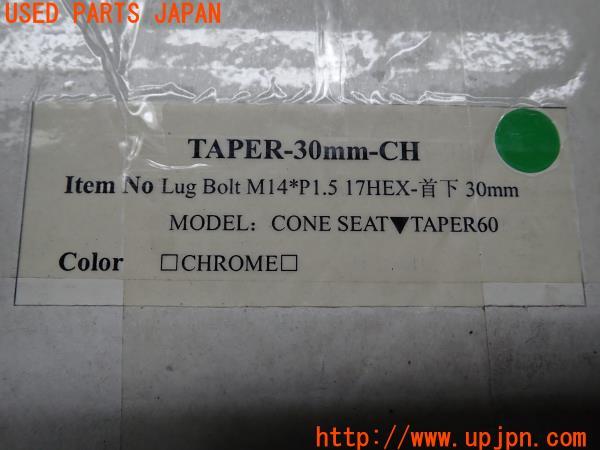 USED PARTS JAPAN
TAPER-30mm-CH
Item No Lug Bolt M14*P1.5 17HEX-首下 30mm
MODEL: CONE SEAT▼TAPER60
Color □CHROME□
https://www.upjpn.com